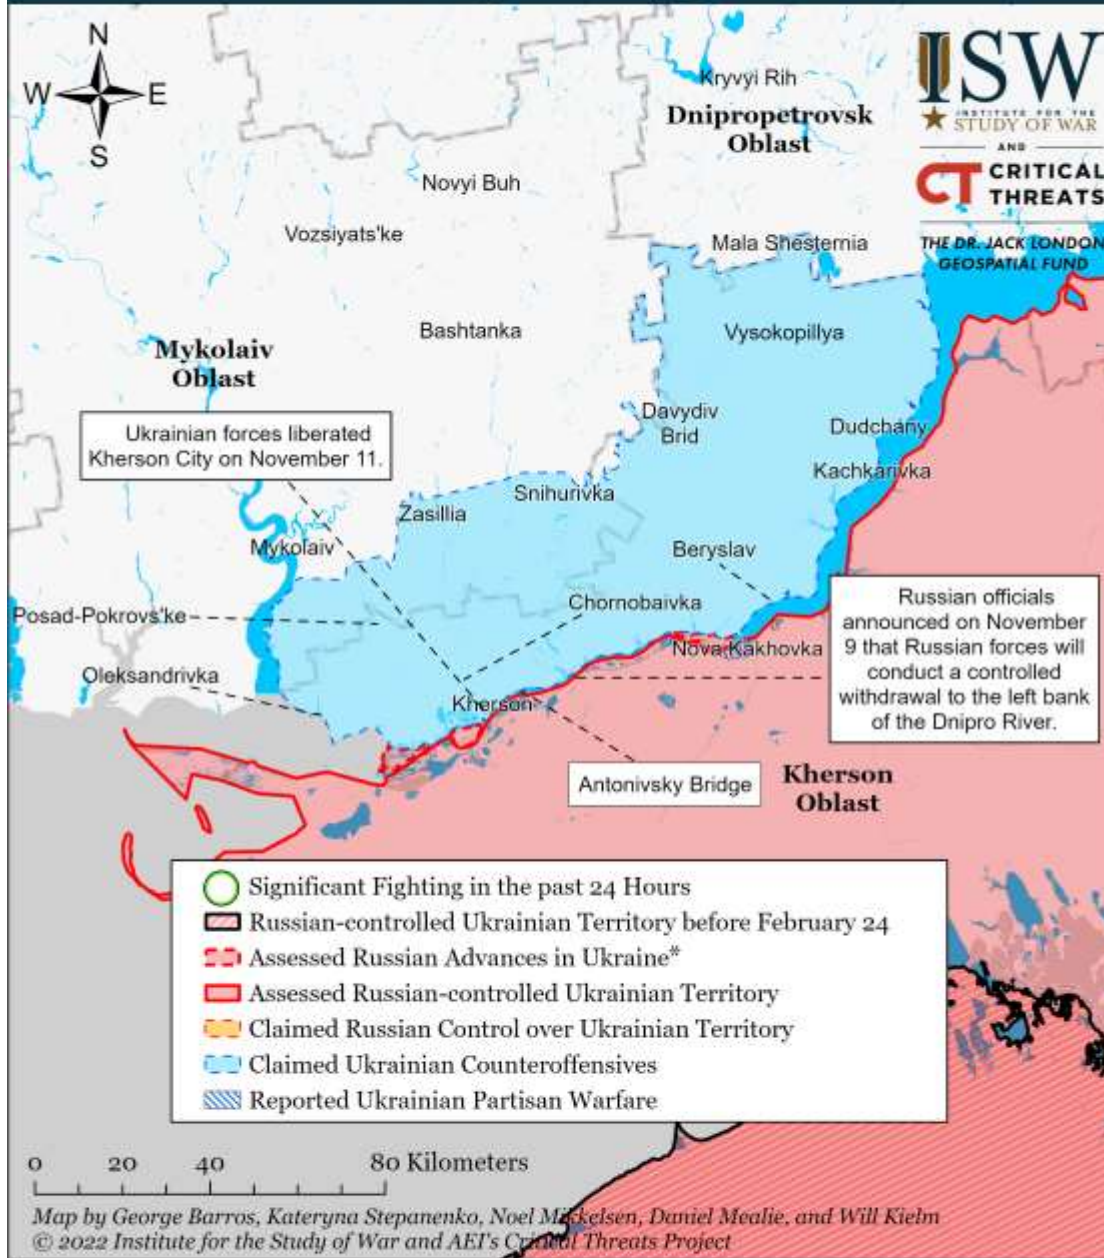 N
W E
S
Kryvyi Rih
Dnipropetrovsk
Oblast
ISW
INSTITUTE FOR THE
STUDY OF WAR
AND
CT CRITICAL
THREATS
THE DR. JACK LONDON
GEOSPATIAL FUND
Novyi Buh
Vozsiyats'ke
Mala Shesternia
Bashtanka
Vysokopillya
Mykolaiv
Oblast
Davydiv
Brid
Dudchany
Ukrainian forces liberated
Kherson City on November 11.
Kachkarivka
Snihurivka
Zasillia
Mykolaiv
Beryslav
Chornobaivka
Posad-Pokrovs'ke
Russian officials
announced on November
9 that Russian forces will
conduct a controlled
withdrawal to the left bank
of the Dnipro River.
Nova Kakhovka
Oleksandrivka
Kherson
Antonivsky Bridge
Kherson
Oblast
Significant Fighting in the past 24 Hours
Russian-controlled Ukrainian Territory before February 24
Assessed Russian Advances in Ukraine*
Assessed Russian-controlled Ukrainian Territory
Claimed Russian Control over Ukrainian Territory
Claimed Ukrainian Counteroffensives
Reported Ukrainian Partisan Warfare
0 20 40 80 Kilometers
Map by George Barros, Kateryna Stepanenko, Noel Mikkelsen, Daniel Mealie, and Will Kielm
© 2022 Institute for the Study of War and AEI's Critical Threats Project